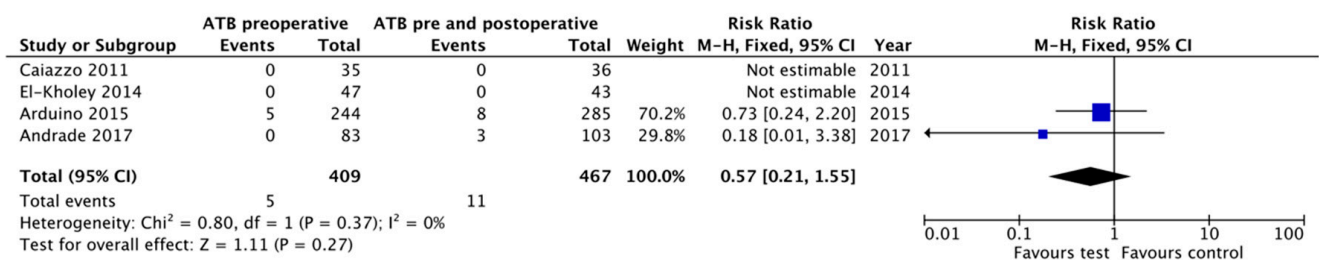 ATB preoperative ATB pre and postoperative Risk Ratio Risk Ratio
Study or Subgroup Events Total Events Total Weight M-H, Fixed, 95% CI Year M-H, Fixed, 95% CI
Caiazzo 2011 0 35 0 36 Not estimable 2011
El-Kholey 2014 0 47 0 43 Not estimable 2014
Arduino 2015 5 244 8 285 70.2% 0.73 [0.24, 2.20] 2015
Andrade 2017 0 83 3 103 29.8% 0.18 [0.01, 3.38] 2017
Total (95% CI) 409 467 100.0% 0.57 [0.21, 1.55]
Total events 5 11
Heterogeneity: Chi² = 0.80, df = 1 (P = 0.37); I² = 0%
Test for overall effect: Z = 1.11 (P = 0.27)
0.01 0.1 1 10 100
Favours test Favours control